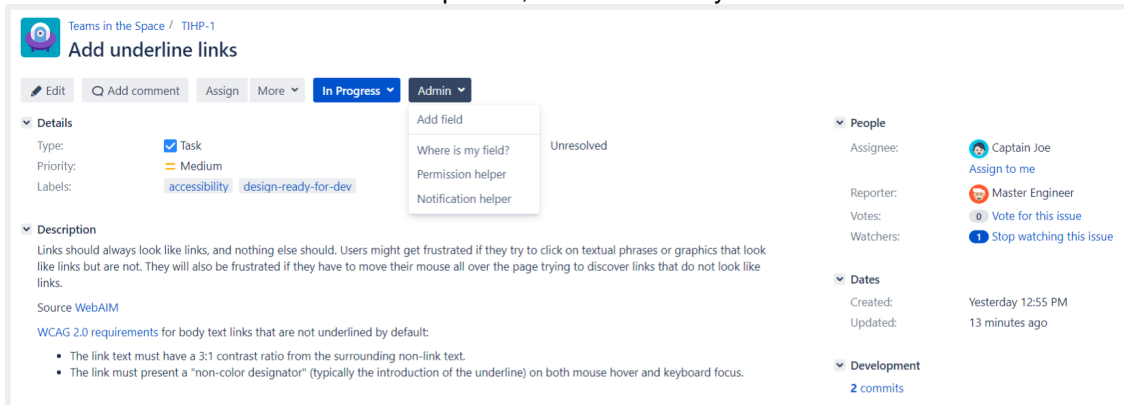 Teams in the Space / TIHP-1
Add underline links
Edit Add comment Assign More In Progress Admin
Add field
Where is my field?
Permission helper
Notification helper
Details
Type: Task Unresolved
Priority: Medium
Labels: accessibility design-ready-for-dev
Description
Links should always look like links, and nothing else should. Users might get frustrated if they try to click on textual phrases or graphics that look
like links but are not. They will also be frustrated if they have to move their mouse all over the page trying to discover links that do not look like
links.
Source WebAIM
WCAG 2.0 requirements for body text links that are not underlined by default:
• The link text must have a 3:1 contrast ratio from the surrounding non-link text.
• The link must present a "non-color designator" (typically the introduction of the underline) on both mouse hover and keyboard focus.
People
Assignee: Captain Joe
Assign to me
Reporter: Master Engineer
Votes: 0 Vote for this issue
Watchers: 1 Stop watching this issue
Dates
Created: Yesterday 12:55 PM
Updated: 13 minutes ago
Development
2 commits